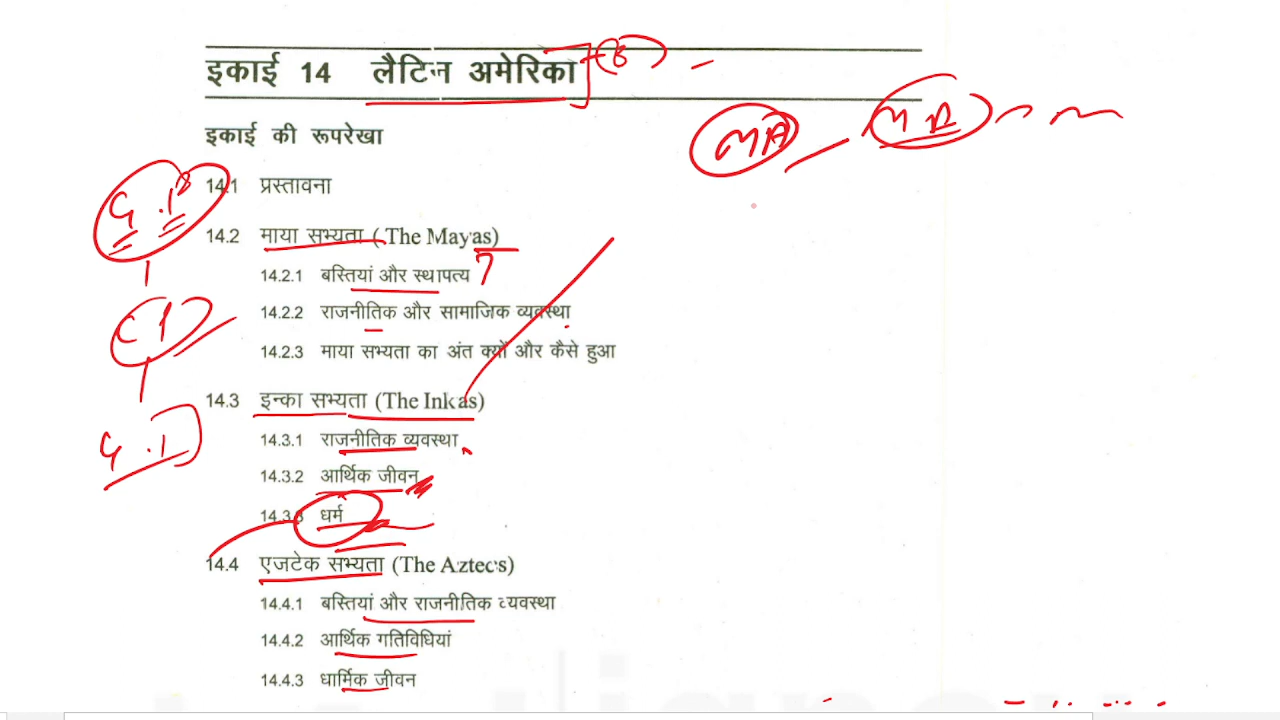 इकाई 14 लैटिन अमेरिका
इकाई की रूपरेखा
14.1 प्रस्तावना
14.2 माया सभ्यता (The Mayas)
14.2.1 बस्तियां और स्थापत्य
14.2.2 राजनीतिक और सामाजिक व्यवस्था
14.2.3 माया सभ्यता का अंत क्यों और कैसे हुआ
14.3 इन्का सभ्यता (The Inkas)
14.3.1 राजनीतिक व्यवस्था
14.3.2 आर्थिक जीवन
14.3.3 धर्म
14.4 एजटेक सभ्यता (The Aztecs)
14.4.1 बस्तियां और राजनीतिक व्यवस्था
14.4.2 आर्थिक गतिविधियां
14.4.3 धार्मिक जीवन